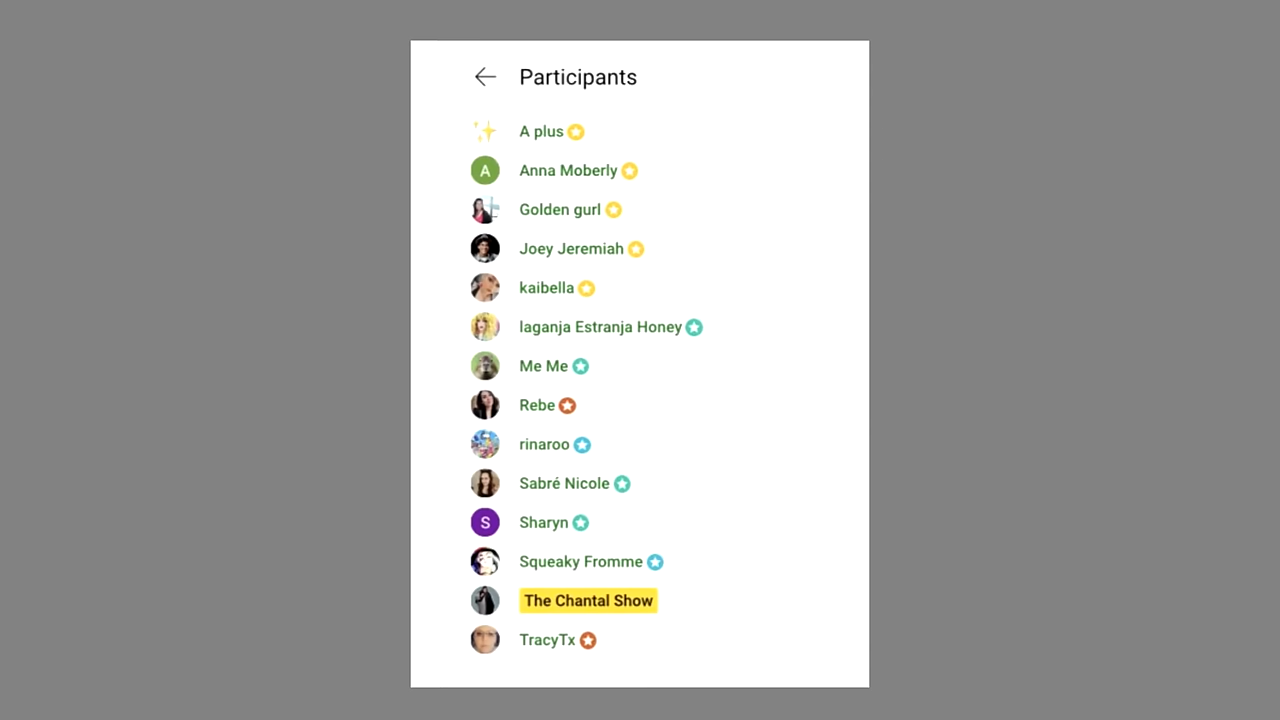 Participants
A plus
A Anna Moberly
Golden gurl
Joey Jeremiah
kaibella
laganja Estranja Honey
Me Me
Rebe
rinaroo
Sabré Nicole
S Sharyn
Squeaky Fromme
The Chantal Show
TracyTx